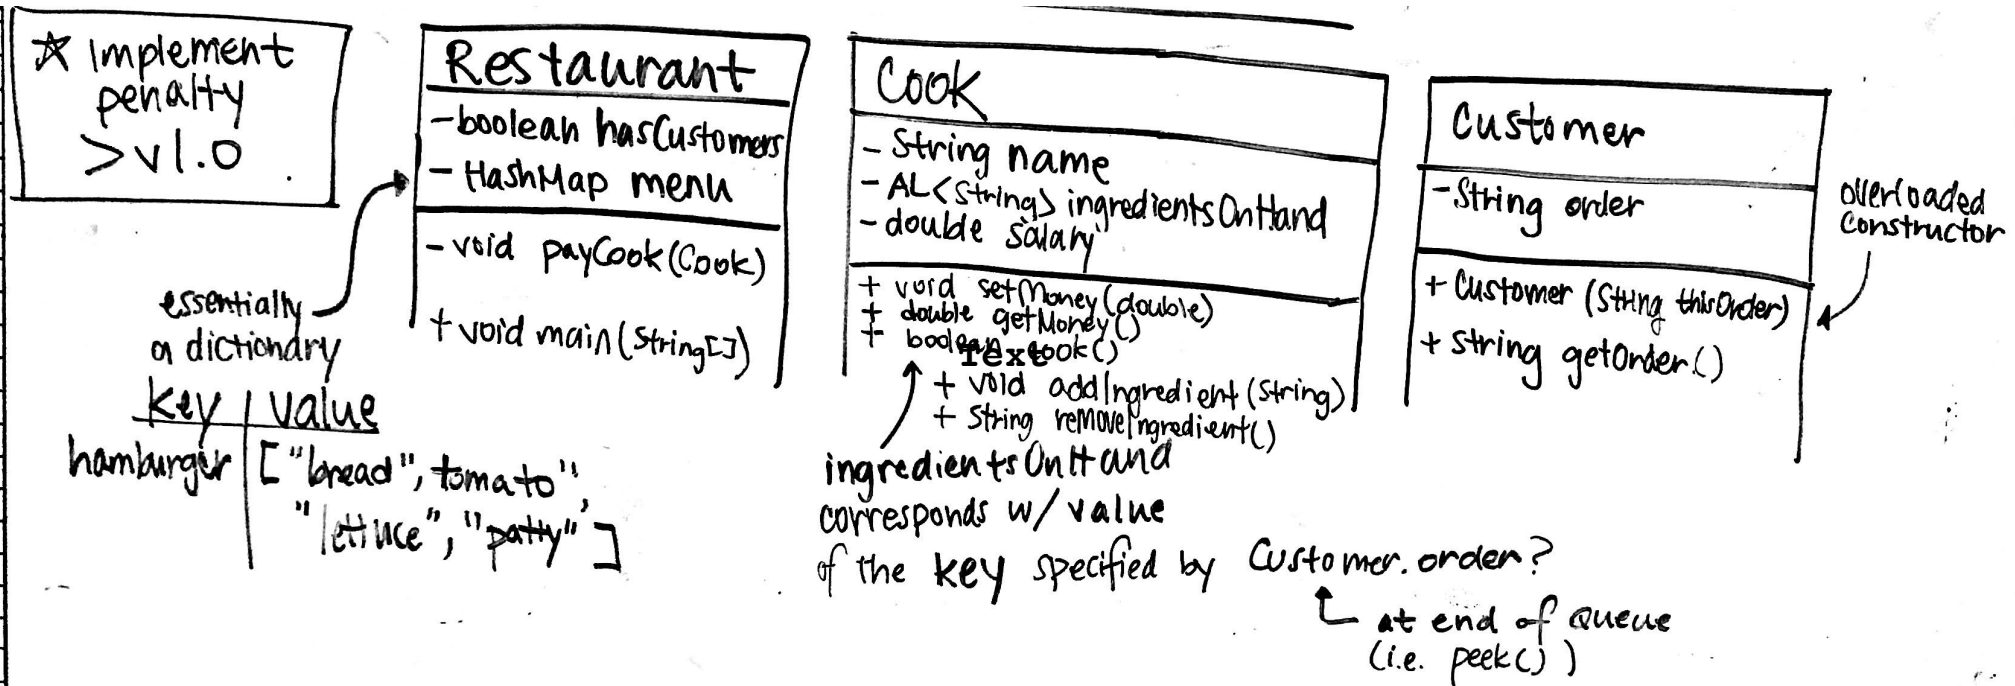 ☆ Implement
penalty
>v1.0
Restaurant
-boolean hasCustomers
- HashMap menu
- void payCook(Cook)
+ void main(String[])
essentially
a dictionary
key | value
hamburger | ["bread", tomato",
"lettuce", "patty"]
Cook
- String name
- AL<String> ingredientsOnHand
- double salary
+ void setMoney(double)
+ double getMoney()
+ boolean cook()
Text
+ void addIngredient(String)
+ String removeIngredient()
ingredientsOnHand
corresponds w/ value
of the key specified by Customer.order?
at end of queue
(i.e. peek())
Customer
-String order
+ Customer (String thisOrder)
+ String getOrder()
overloaded
constructor